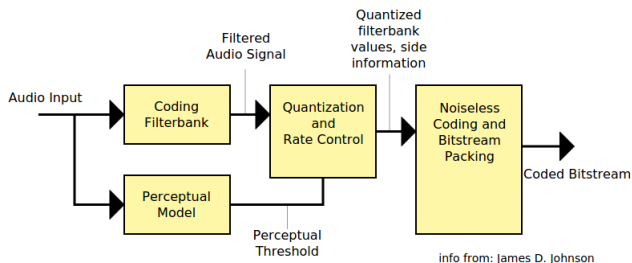 Quantized
filterbank
values, side
information
Filtered
Audio Signal
Audio Input
Coding
Filterbank
Quantization
and
Rate Control
Noiseless
Coding and
Bitstream
Packing
Coded Bitstream
Perceptual
Model
Perceptual
Threshold
info from: James D. Johnson